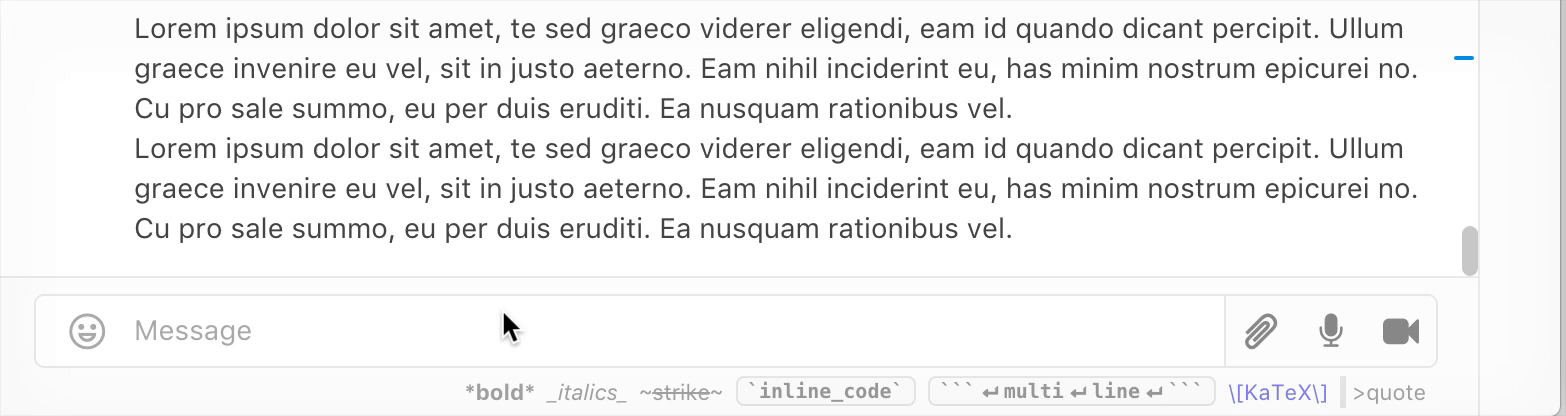 Lorem ipsum dolor sit amet, te sed graeco viderer eligendi, eam id quando dicant percipit. Ullum
graece invenire eu vel, sit in justo aeterno. Eam nihil inciderint eu, has minim nostrum epicurei no.
Cu pro sale summo, eu per duis eruditi. Ea nusquam rationibus vel.
Lorem ipsum dolor sit amet, te sed graeco viderer eligendi, eam id quando dicant percipit. Ullum
graece invenire eu vel, sit in justo aeterno. Eam nihil inciderint eu, has minim nostrum epicurei no.
Cu pro sale summo, eu per duis eruditi. Ea nusquam rationibus vel.
Message
*bold* _italics_ ~strike~ `inline_code` ```↵multi↵line↵``` \[KaTeX\] >quote